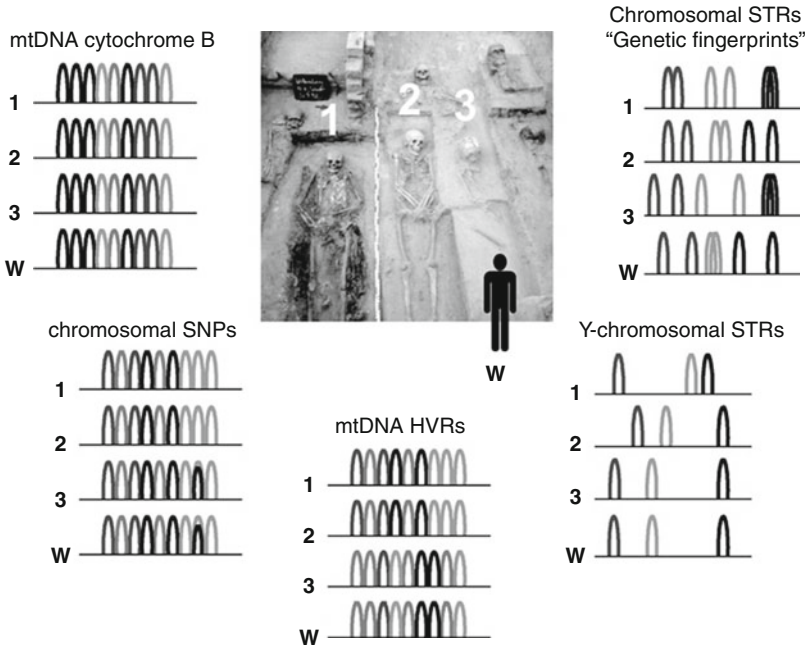 mtDNA cytochrome B
1
2
3
W
1
2
3
W
Chromosomal STRs
“Genetic fingerprints”
1
2
3
W
chromosomal SNPs
1
2
3
W
mtDNA HVRs
1
2
3
W
Y-chromosomal STRs
1
2
3
W